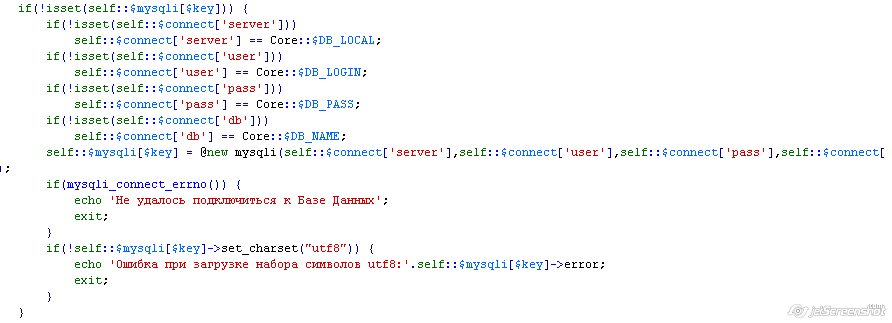 if(!isset(self::$mysqli[$key])) {
if(!isset(self::$connect['server']))
self::$connect['server'] == Core::$DB_LOCAL;
if(!isset(self::$connect['user']))
self::$connect['user'] == Core::$DB_LOGIN;
if(!isset(self::$connect['pass']))
self::$connect['pass'] == Core::$DB_PASS;
if(!isset(self::$connect['db']))
self::$connect['db'] == Core::$DB_NAME;
self::$mysqli[$key] = @new mysqli(self::$connect['server'],self::$connect['user'],self::$connect['pass'],self::$connect[
;
if(mysqli_connect_errno()) {
echo 'Не удалось подключиться к Базе Данных';
exit;
}
if(!self::$mysqli[$key]->set_charset("utf8")) {
echo 'Ошибка при загрузке набора символов utf8:'.self::$mysqli[$key]->error;
exit;
}
}
jetScreenshot